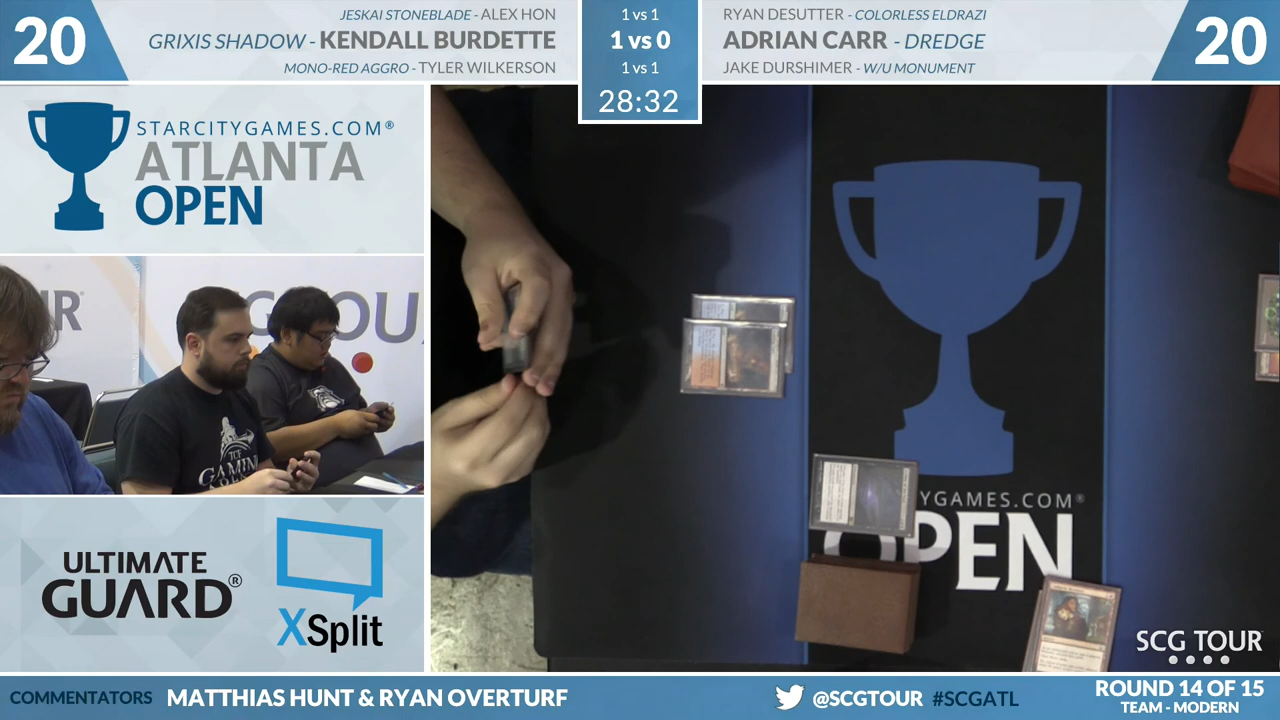 20
JESKAI STONEBLADE - ALEX HON
GRIXIS SHADOW - KENDALL BURDETTE
MONO-RED AGGRO - TYLER WILKERSON
1 vs 1
1 vs 0
1 vs 1
28:32
RYAN DESUTTER - COLORLESS ELDRAZI
ADRIAN CARR - DREDGE
JAKE DURSHIMER - W/U MONUMENT
20
STARCITYGAMES.COM®
ATLANTA
OPEN
TCF
GAMING
ULTIMATE
GUARD®
XSplit
CITYGAMES.COM®
OPEN
SCG TOUR
COMMENTATORS MATTHIAS HUNT & RYAN OVERTURF
@SCGTOUR #SCGATL
ROUND 14 OF 15
TEAM - MODERN